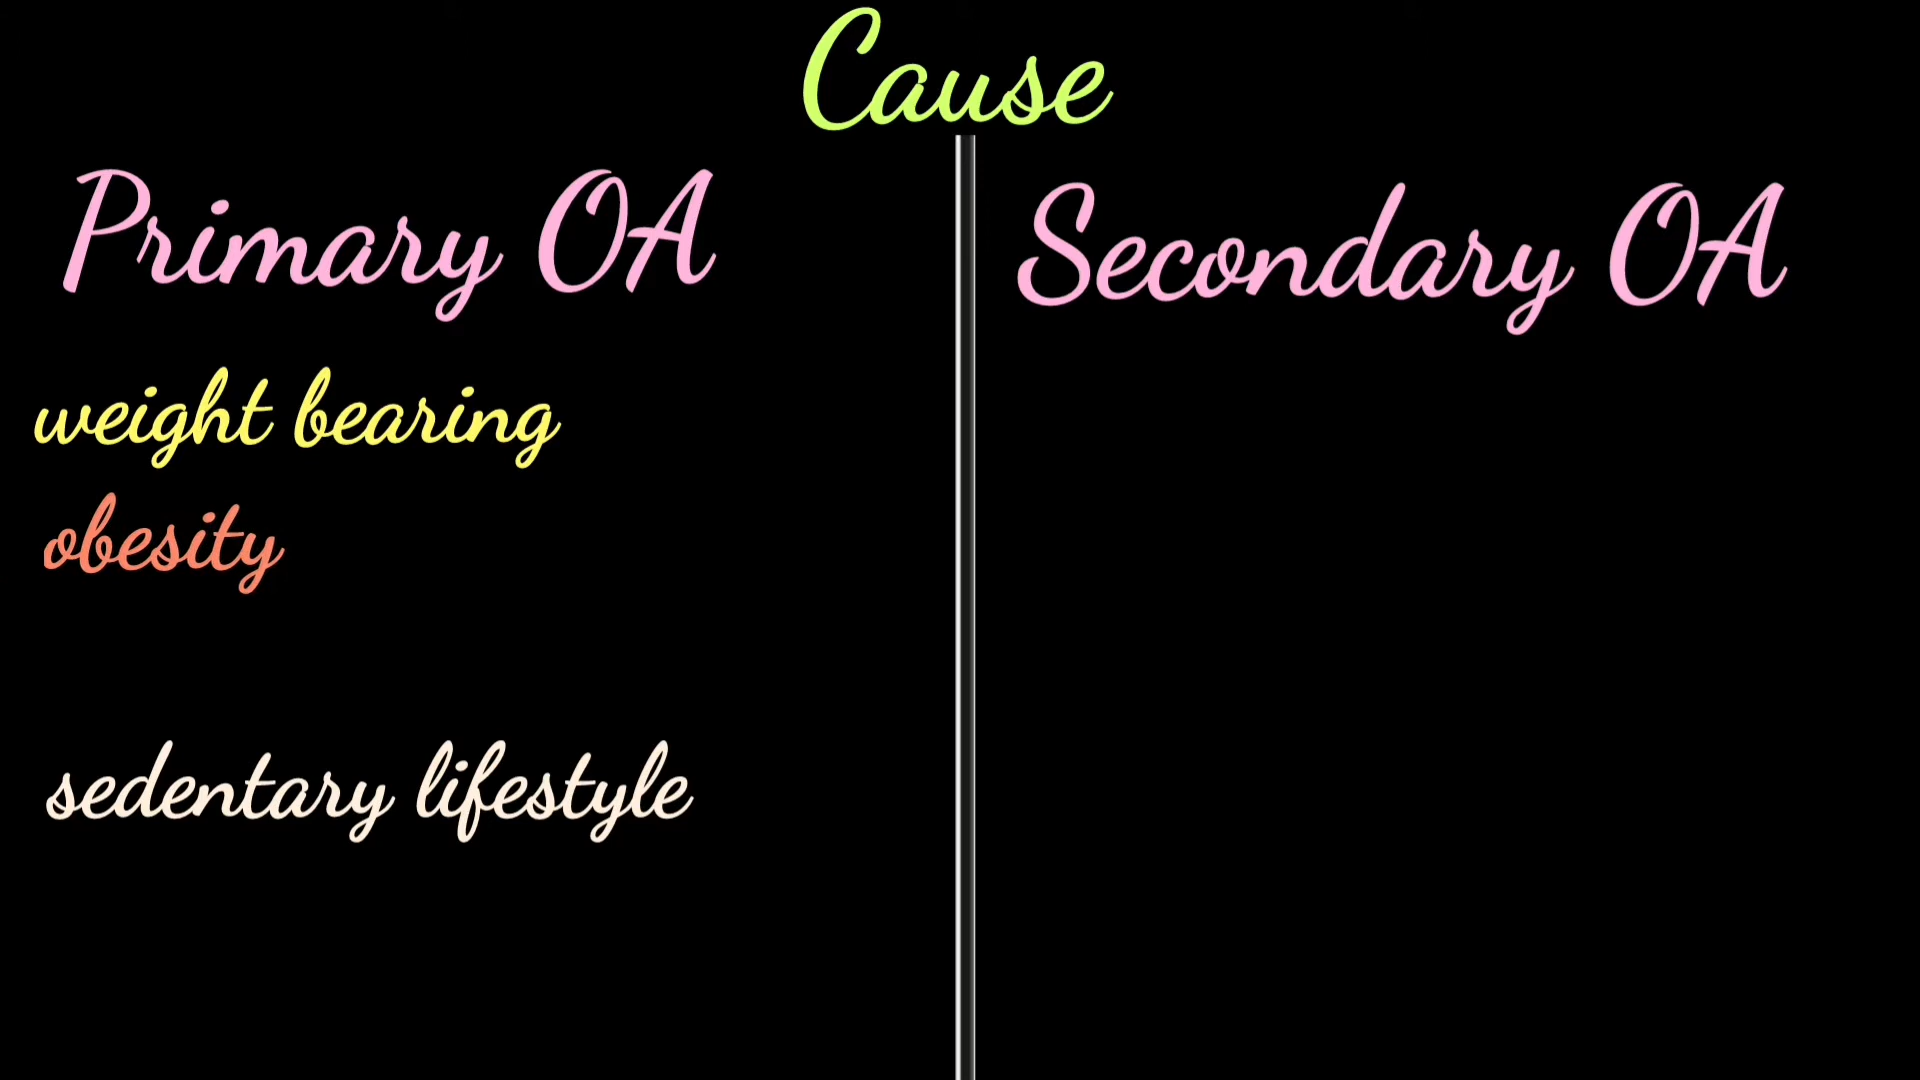 Cause
Primary OA
Secondary OA
weight bearing
obesity
sedentary lifestyle